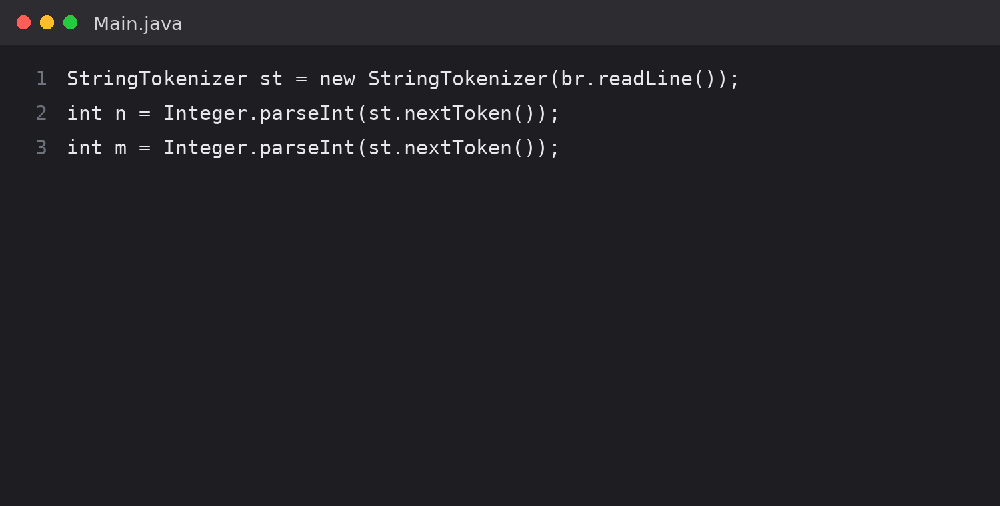 Main.java
1 StringTokenizer st = new StringTokenizer(br.readLine());
2 int n = Integer.parseInt(st.nextToken());
3 int m = Integer.parseInt(st.nextToken());